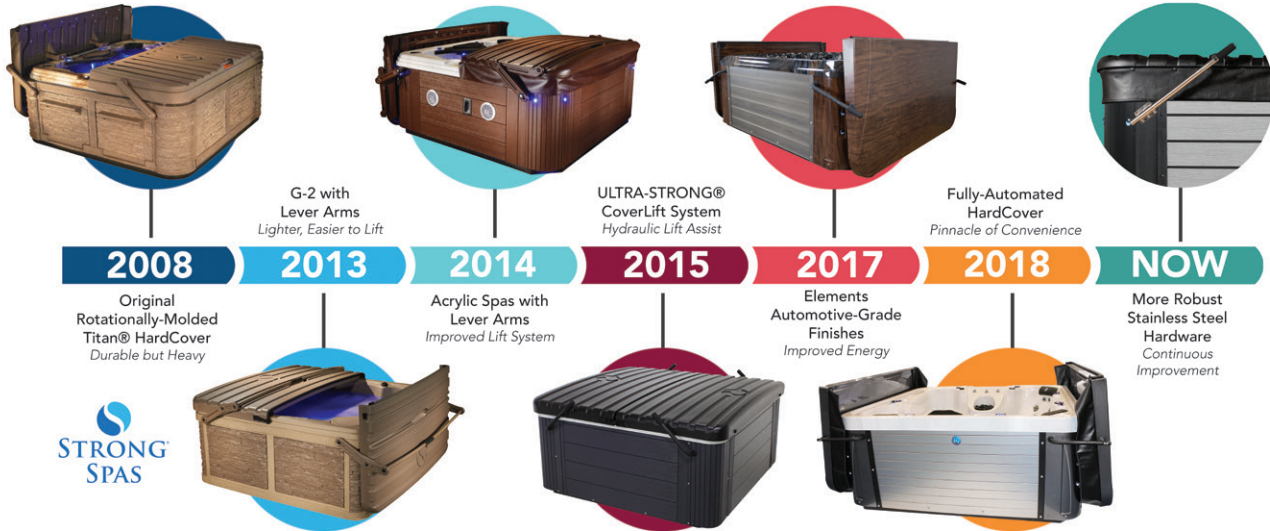 G-2 with
Lever Arms
Lighter, Easier to Lift
ULTRA-STRONG®
CoverLift System
Hydraulic Lift Assist
Fully-Automated
HardCover
Pinnacle of Convenience
2008
2013
2014
2015
2017
2018
NOW
Original
Rotationally-Molded
Titan® HardCover
Durable but Heavy
Acrylic Spas with
Lever Arms
Improved Lift System
Elements
Automotive-Grade
Finishes
Improved Energy
More Robust
Stainless Steel
Hardware
Continuous
Improvement
STRONG
SPAS